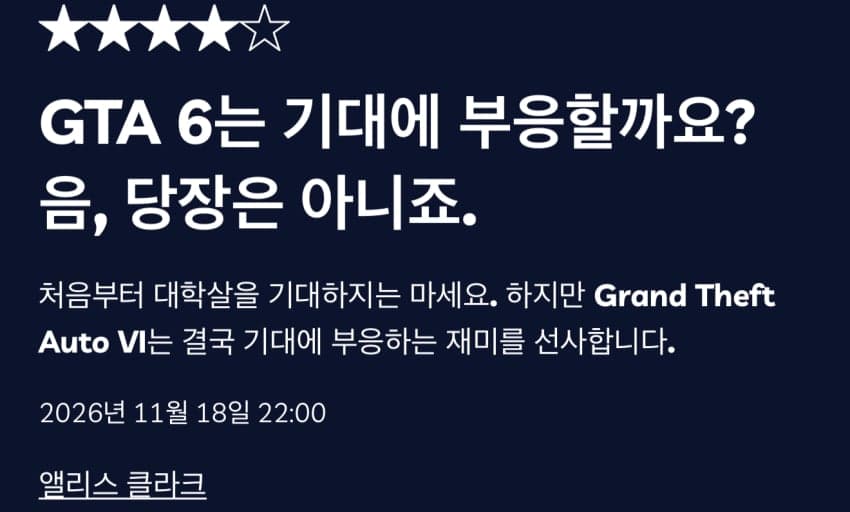 ★★★★☆
GTA 6는 기대에 부응할까요?
음, 당장은 아니죠.
처음부터 대학살을 기대하지는 마세요. 하지만 Grand Theft
Auto VI는 결국 기대에 부응하는 재미를 선사합니다.
2026년 11월 18일 22:00
앨리스 클라크